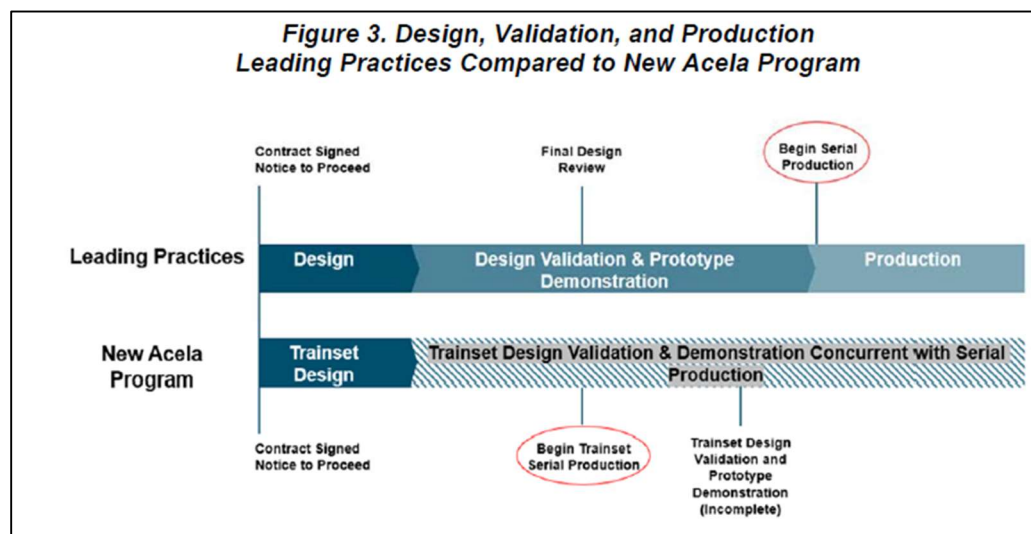 Figure 3. Design, Validation, and Production
Leading Practices Compared to New Acela Program
Contract Signed
Notice to Proceed
Final Design
Review
Begin Serial
Production
Leading Practices
Design
Design Validation & Prototype
Demonstration
Production
New Acela
Program
Trainset
Design
Trainset Design Validation & Demonstration Concurrent with Serial
Production
Contract Signed
Notice to Proceed
Begin Trainset
Serial Production
Trainset Design
Validation and
Prototype
Demonstration
(Incomplete)